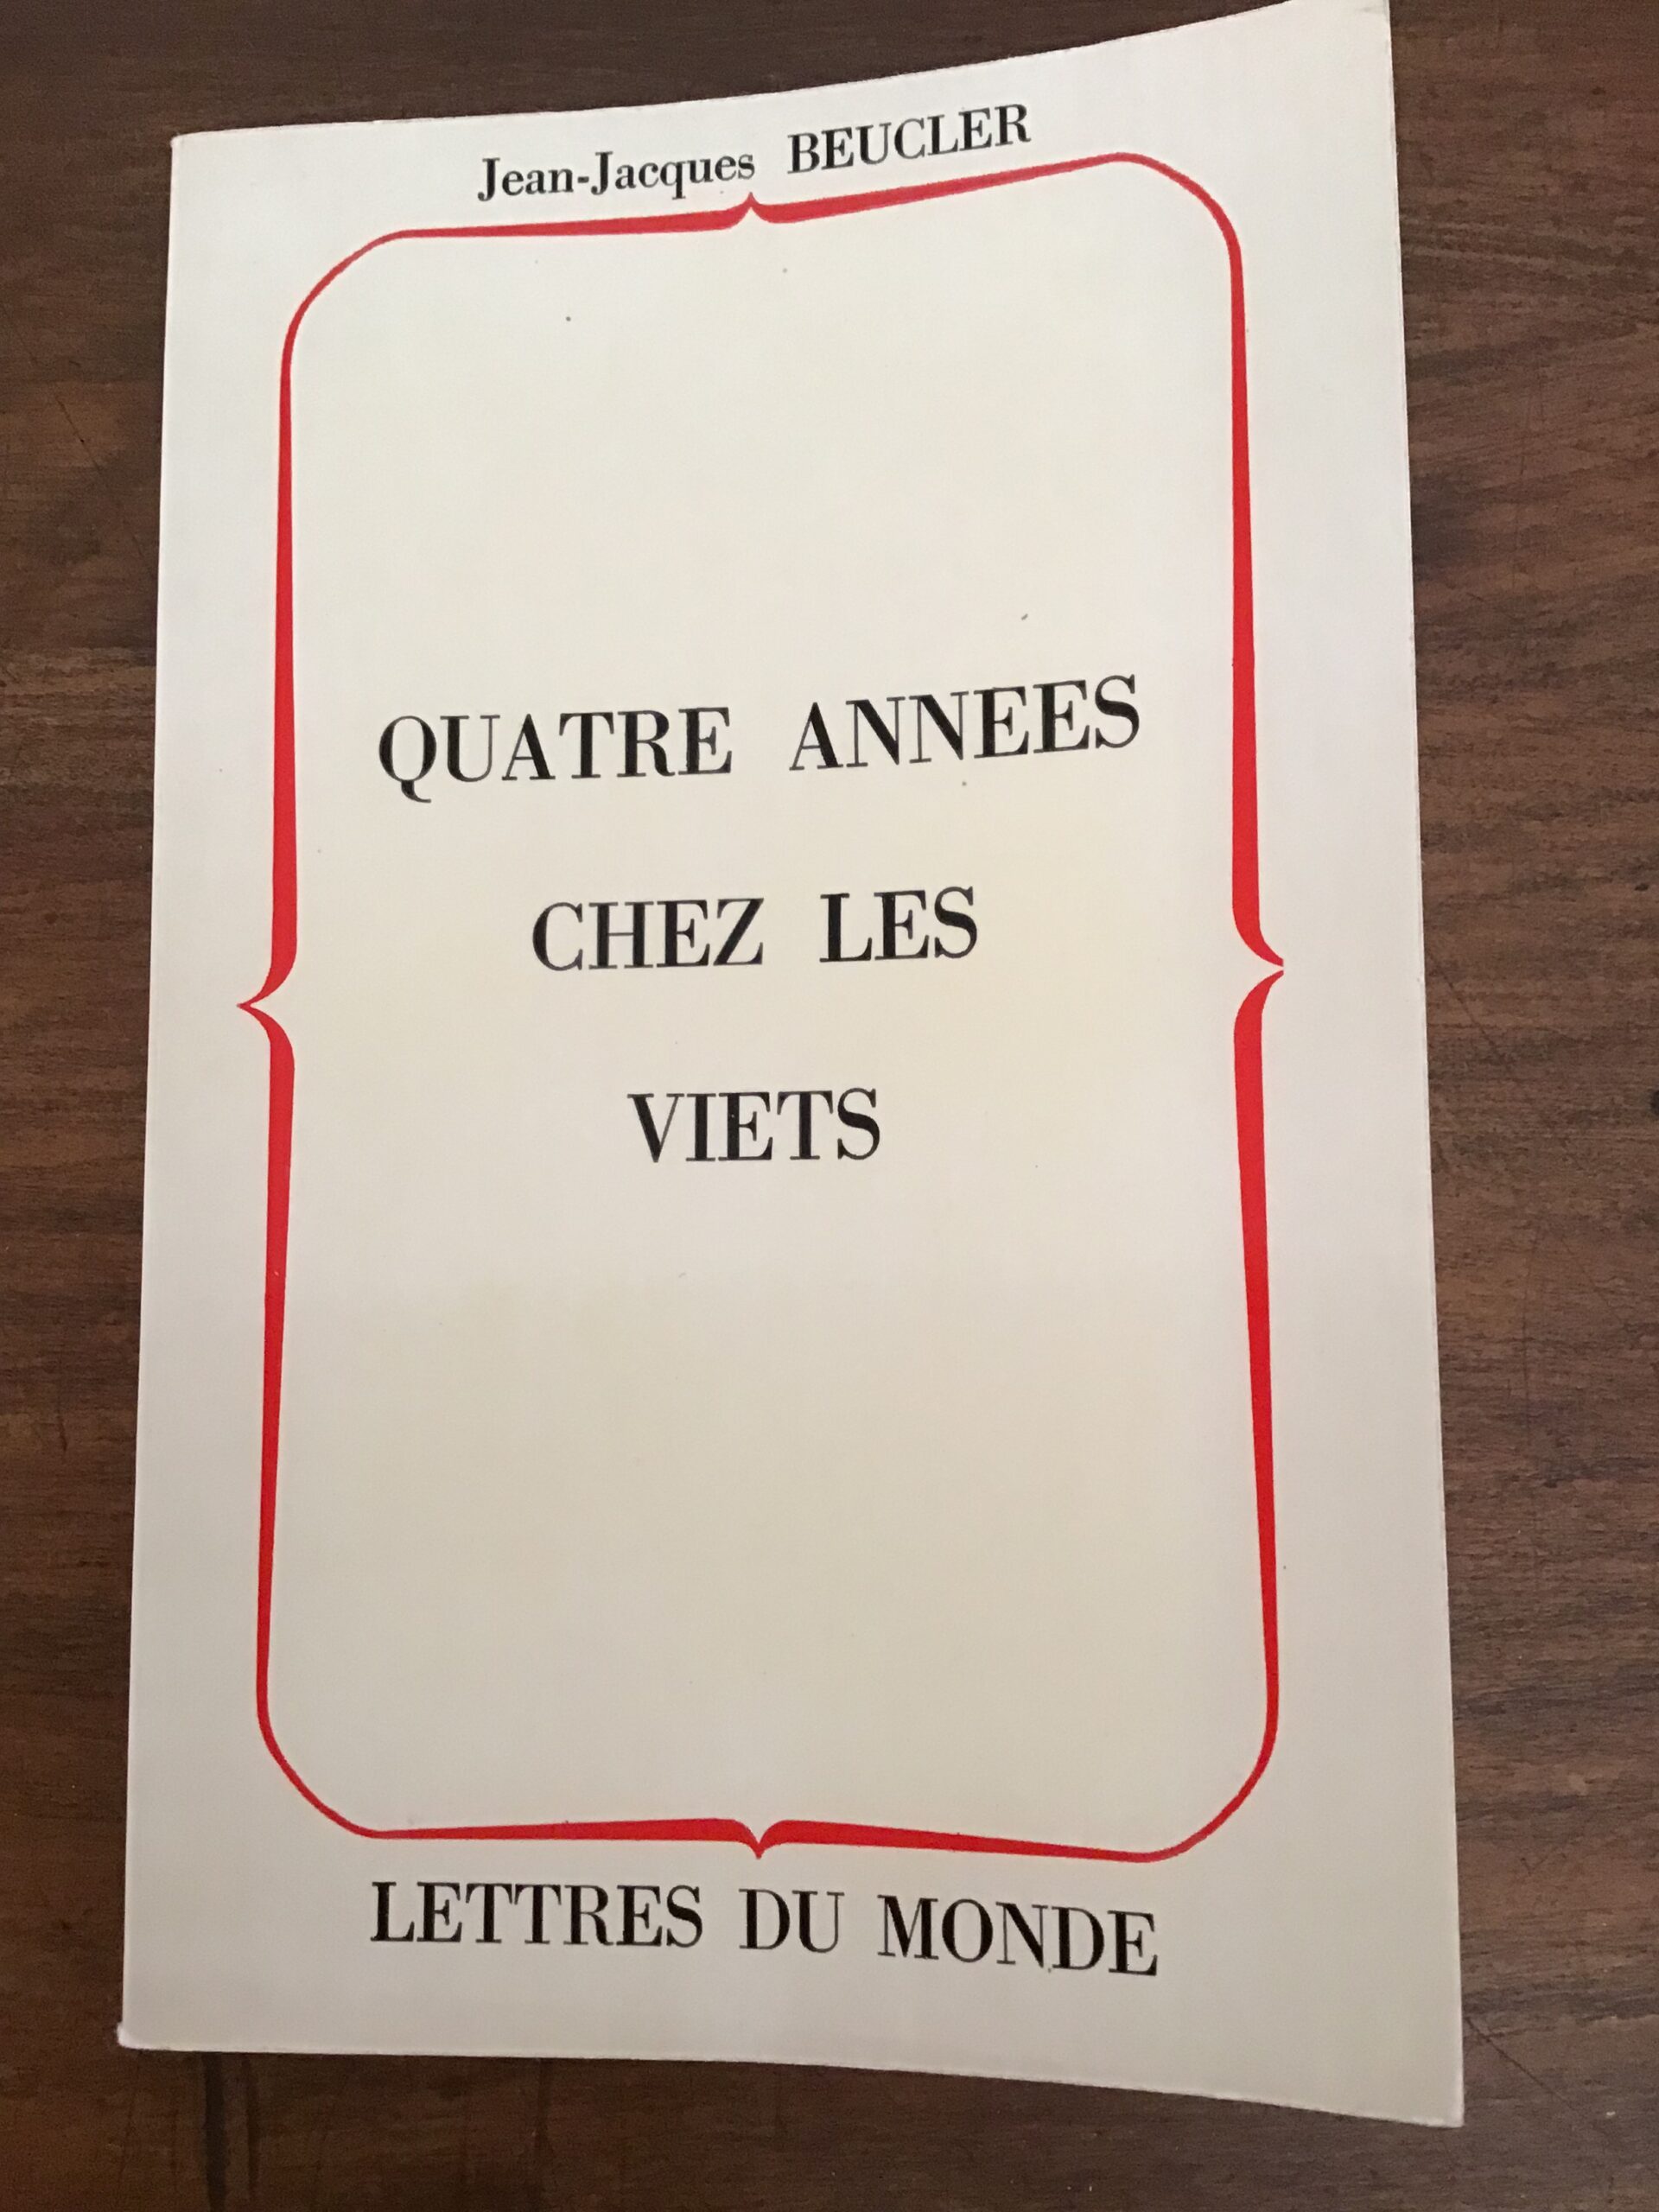 Jean-Jacques BEUCLER
QUATRE ANNEES
CHEZ LES
VIETS
LETTRES DU MONDE